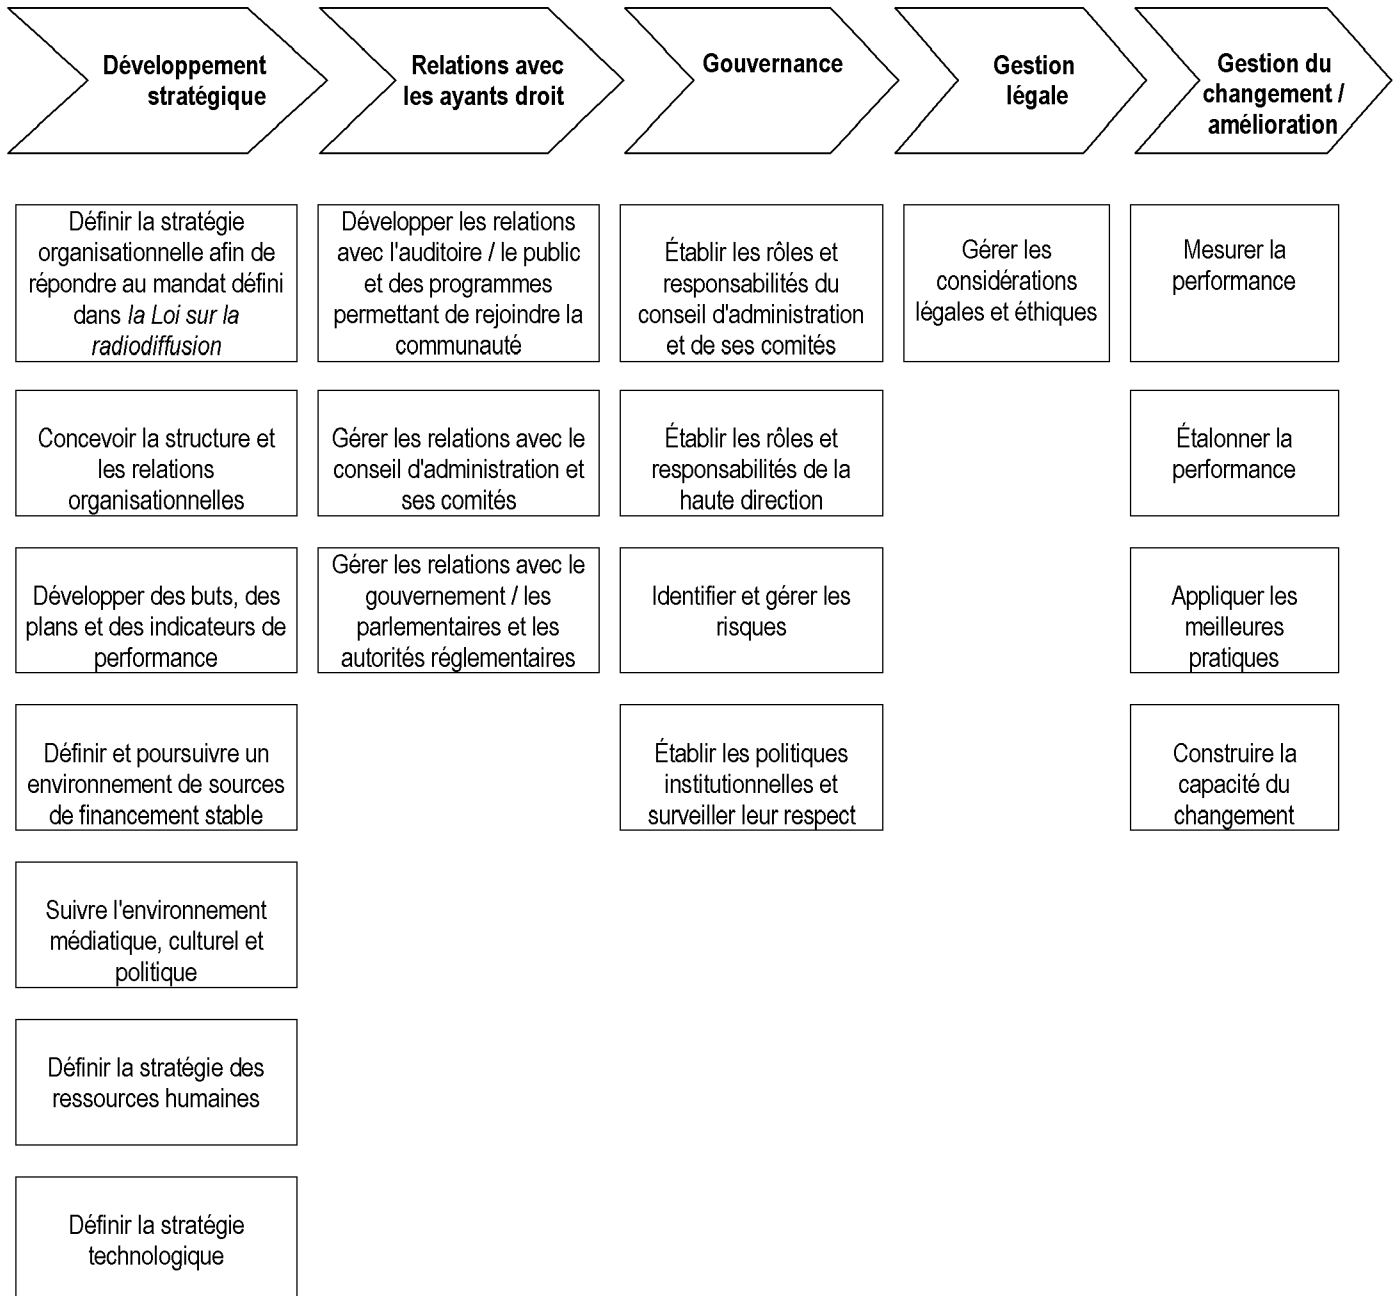 Développement
stratégique
Relations avec
les ayants droit
Gouvernance
Gestion
légale
Gestion du
changement /
amélioration
Définir la stratégie
organisationnelle afin de
répondre au mandat défini
dans la Loi sur la
radiodiffusion
Concevoir la structure et
les relations
organisationnelles
Développer des buts, des
plans et des indicateurs de
performance
Définir et poursuivre un
environnement de sources
de financement stable
Suivre l'environnement
médiatique, culturel et
politique
Définir la stratégie des
ressources humaines
Définir la stratégie
technologique
Développer les relations
avec l'auditoire / le public
et des programmes
permettant de rejoindre la
communauté
Gérer les relations avec le
conseil d'administration et
ses comités
Gérer les relations avec le
gouvernement / les
parlementaires et les
autorités réglementaires
Établir les rôles et
responsabilités du
conseil d'administration
et de ses comités
Établir les rôles et
responsabilités de la
haute direction
Identifier et gérer les
risques
Établir les politiques
institutionnelles et
surveiller leur respect
Gérer les
considérations
légales et éthiques
Mesurer la
performance
Étalonner la
performance
Appliquer les
meilleures
pratiques
Construire la
capacité du
changement